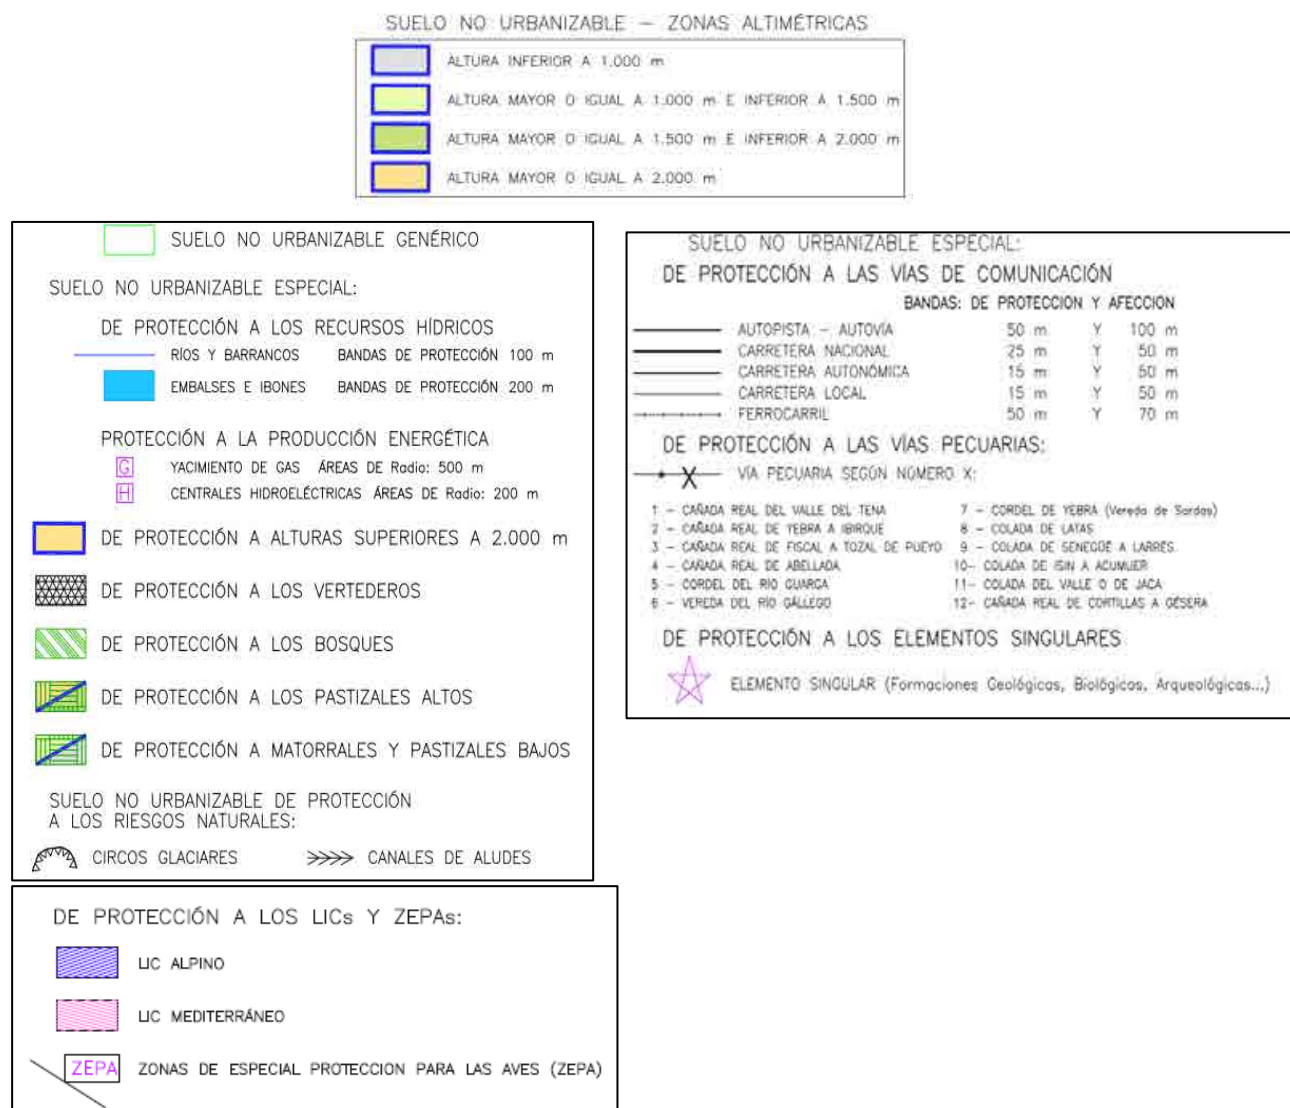 SUELO NO URBANIZABLE – ZONAS ALTIMÉTRICAS
ALTURA INFERIOR A 1.000 m
ALTURA MAYOR O IGUAL A 1.000 m E INFERIOR A 1.500 m
ALTURA MAYOR O IGUAL A 1.500 m E INFERIOR A 2.000 m
ALTURA MAYOR O IGUAL A 2.000 m
SUELO NO URBANIZABLE GENÉRICO
SUELO NO URBANIZABLE ESPECIAL:
DE PROTECCIÓN A LOS RECURSOS HÍDRICOS
RÍOS Y BARRANCOS BANDAS DE PROTECCIÓN 100 m
EMBALSES E IBONES BANDAS DE PROTECCIÓN 200 m
PROTECCIÓN A LA PRODUCCIÓN ENERGÉTICA
G YACIMIENTO DE GAS ÁREAS DE Radio: 500 m
H CENTRALES HIDROELÉCTRICAS ÁREAS DE Radio: 200 m
DE PROTECCIÓN A ALTURAS SUPERIORES A 2.000 m
DE PROTECCIÓN A LOS VERTEDEROS
DE PROTECCIÓN A LOS BOSQUES
DE PROTECCIÓN A LOS PASTIZALES ALTOS
DE PROTECCIÓN A MATORRALES Y PASTIZALES BAJOS
SUELO NO URBANIZABLE DE PROTECCIÓN
A LOS RIESGOS NATURALES:
CIRCOS GLACIARES CANALES DE ALUDES
DE PROTECCIÓN A LOS LICs Y ZEPAs:
LIC ALPINO
LIC MEDITERRÁNEO
ZEPA ZONAS DE ESPECIAL PROTECCION PARA LAS AVES (ZEPA)
SUELO NO URBANIZABLE ESPECIAL:
DE PROTECCIÓN A LAS VÍAS DE COMUNICACIÓN
BANDAS: DE PROTECCION Y AFECCION
AUTOPISTA – AUTOVÍA 50 m Y 100 m
CARRETERA NACIONAL 25 m Y 50 m
CARRETERA AUTONÓMICA 15 m Y 50 m
CARRETERA LOCAL 15 m Y 50 m
FERROCARRIL 50 m Y 70 m
DE PROTECCIÓN A LAS VÍAS PECUARIAS:
X VÍA PECUARIA SEGÚN NÚMERO X:
1 – CAÑADA REAL DEL VALLE DEL TENA
2 – CAÑADA REAL DE YEBRA A IBIRQUE
3 – CAÑADA REAL DE FISCAL A TOZAL DE PUEYO
4 – CAÑADA REAL DE ABELLADA
5 – CORDEL DEL RÍO GUARGA
6 – VEREDA DEL RÍO GÁLLEGO
7 – CORDEL DE YEBRA (Vereda de Sardas)
8 – COLADA DE LATAS
9 – COLADA DE SENEGÜÉ A LARRÉS
10– COLADA DE ISIN A ACUMUER
11– COLADA DEL VALLE O DE JACA
12– CAÑADA REAL DE CORTILLAS A GÉSERA
DE PROTECCIÓN A LOS ELEMENTOS SINGULARES
ELEMENTO SINGULAR (Formaciones Geológicas, Biológicas, Arqueológicas...)